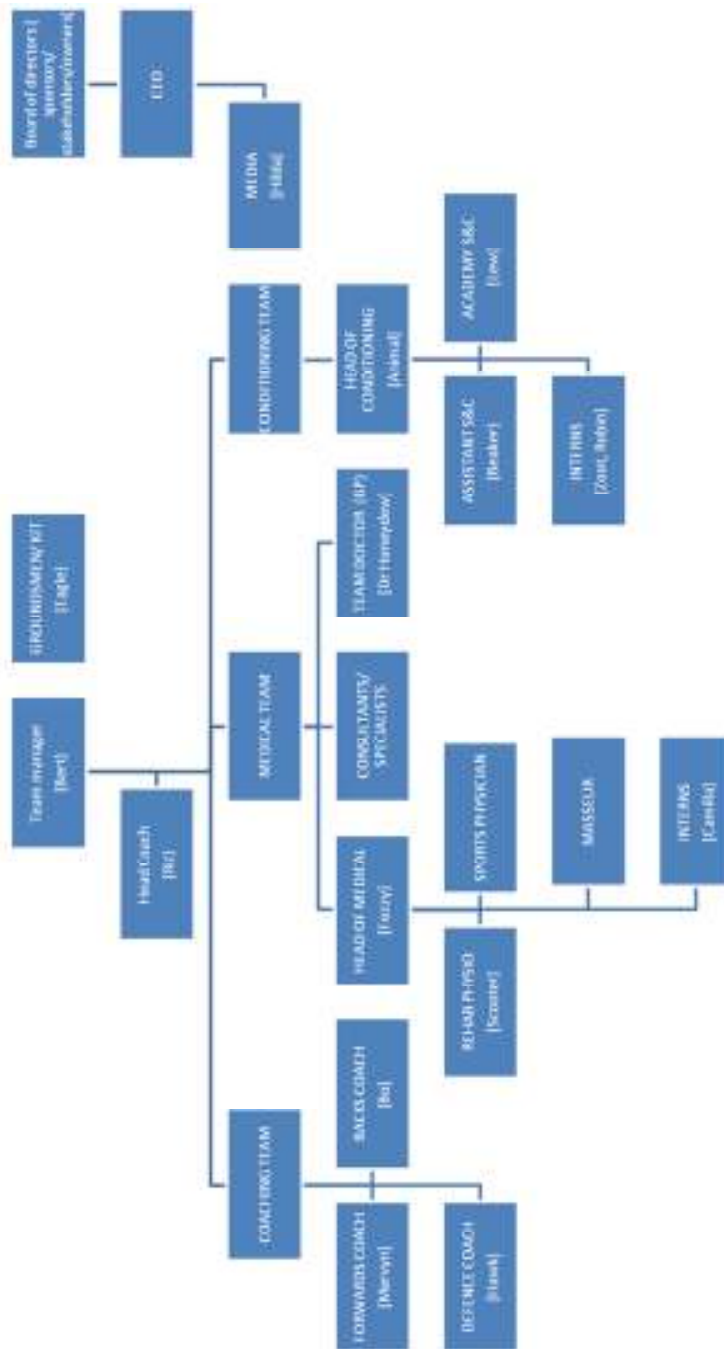 Board of directors (
sponsors/
stakeholders/owners)
CEO
MEDIA
[Hilda]
Team manager
[Bert]
GROUNDSMEN/ KIT
[Eagle]
Head Coach
COACHING TEAM
MEDICAL TEAM
CONDITIONING TEAM
FORWARDS COACH
[Marvyn]
BACKS COACH
[Bo]
DEFENCE COACH
[Hawk]
HEAD OF MEDICAL
[Fozzy]
CONSULTANTS/
SPECIALISTS
TEAM DOCTOR (GP)
[Dr Honeydew]
REHAB PHYSIO
[Scooter]
SPORTS PHYSICIAN
MASSEUR
INTERNS
[Camilla]
HEAD OF
CONDITIONING
[Animal]
ASSISTANT S&C
[Beaker]
ACADEMY S&C
[Lew]
INTERNS
[Zoot, Robin]